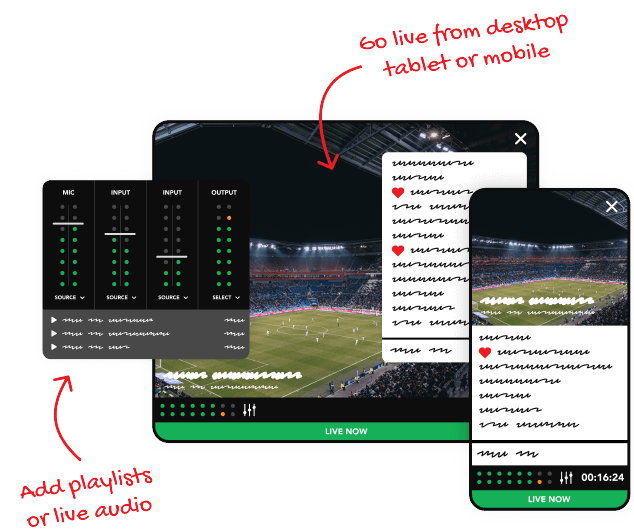 Go live from desktop
tablet or mobile
MIC INPUT INPUT OUTPUT
SOURCE SOURCE SOURCE SELECT
LIVE NOW
00:16:24
LIVE NOW
Add playlists
or live audio